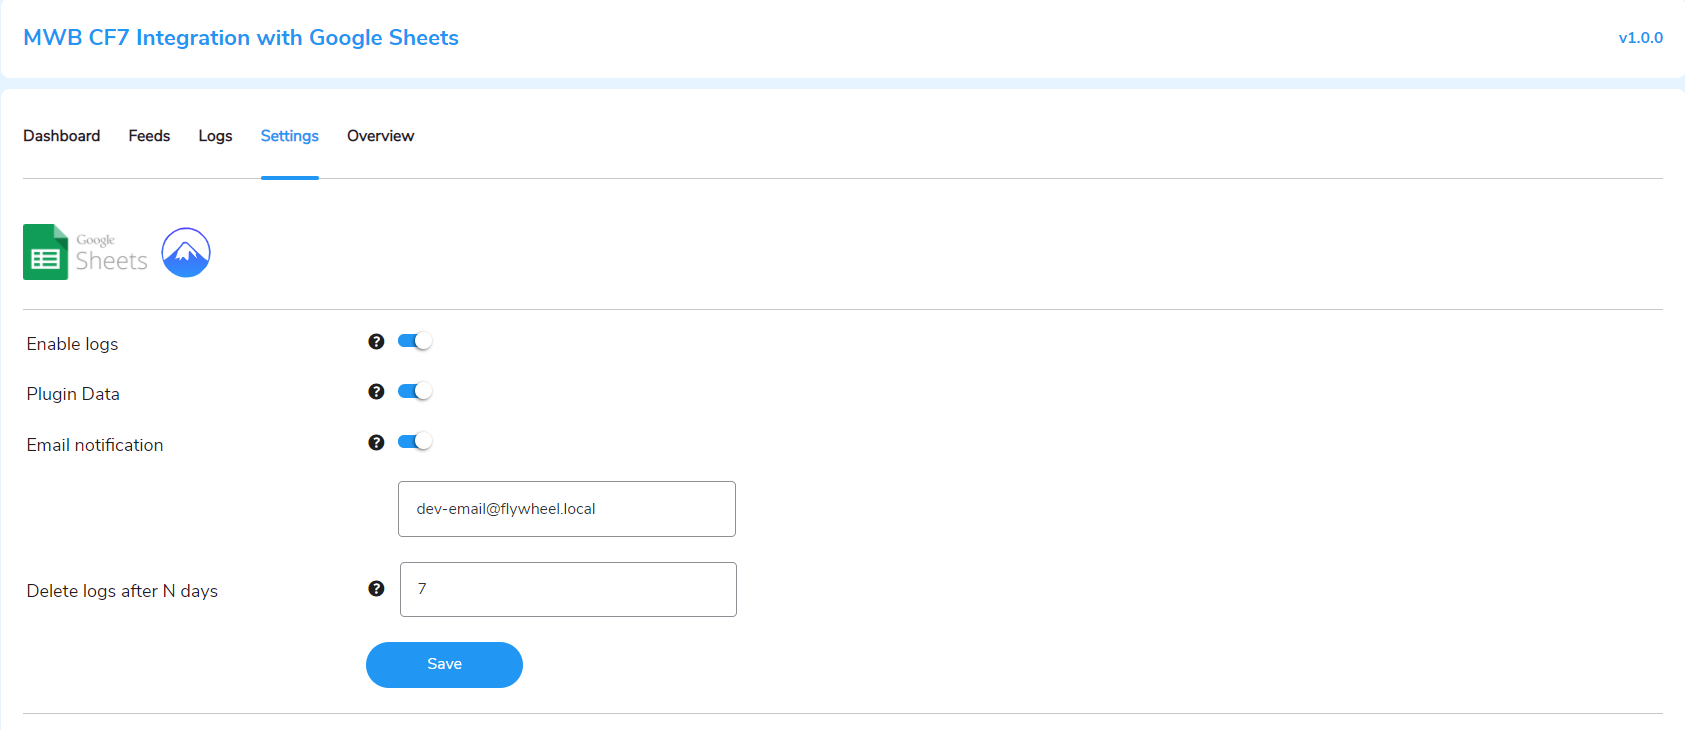 MWB CF7 Integration with Google Sheets
v1.0.0
Dashboard Feeds Logs Settings Overview
Google
Sheets
Enable logs ?
Plugin Data ?
Email notification ?
dev-email@flywheel.local
Delete logs after N days ? 7
Save